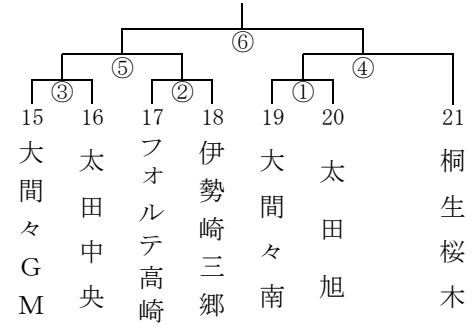 ⑥
⑤
④
③
②
①
15
16
17
18
19
20
21
大間々GM
太田中央
フォルテ高崎
伊勢崎三郷
大間々南
太田旭
桐生桜木